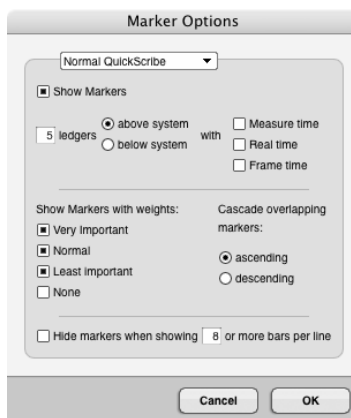 Marker Options
Normal QuickScribe
Show Markers
5 ledgers
above system
below system
with
Measure time
Real time
Frame time
Show Markers with weights:
Very Important
Normal
Least important
None
Cascade overlapping
markers:
ascending
descending
Hide markers when showing 8 or more bars per line
Cancel
OK